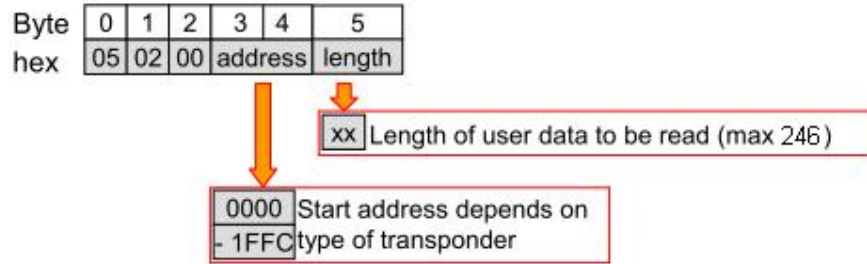 Byte 0 1 2 3 4 5
hex 05 02 00 address length
xx Length of user data to be read (max 246)
0000 Start address depends on
- 1FFC type of transponder